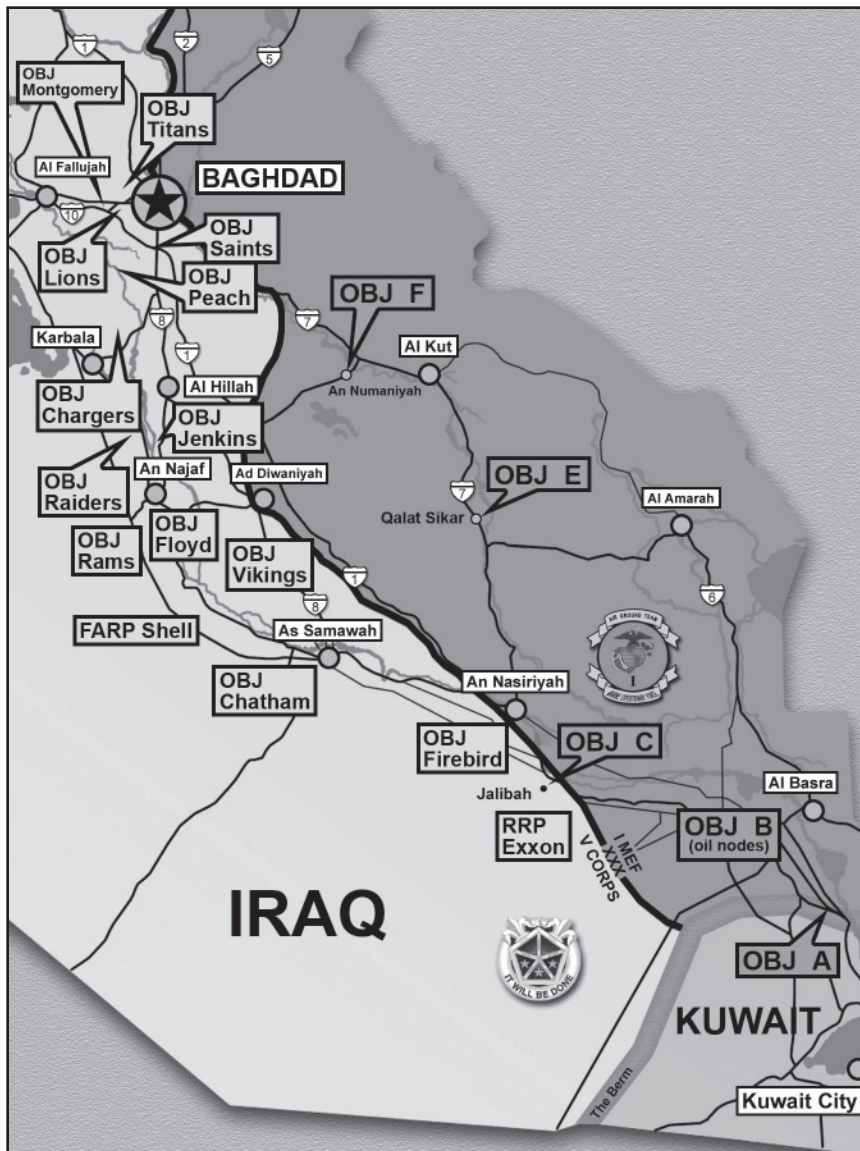 1
2
5
OBJ
Montgomery
OBJ
Titans
Al Fallujah
BAGHDAD
10
OBJ
Lions
OBJ
Saints
OBJ
Peach
OBJ F
7
8
Karbala
Al Kut
1
Al Hillah
An Numaniyah
OBJ
Chargers
OBJ
Jenkins
OBJ
Raiders
An Najaf
Ad Diwaniyah
OBJ E
7
Qalat Sikar
Al Amarah
OBJ
Rams
OBJ
Floyd
OBJ
Vikings
1
6
8
FARP Shell
As Samawah
AIR GROUND TEAM
I
OBJ
Chatham
An Nasiriyah
OBJ
Firebird
OBJ C
Jalibah
Al Basra
RRP
Exxon
I MEF
XXX
V CORPS
OBJ B
(oil nodes)
IRAQ
IT WILL BE DONE
OBJ A
KUWAIT
The Berm
Kuwait City